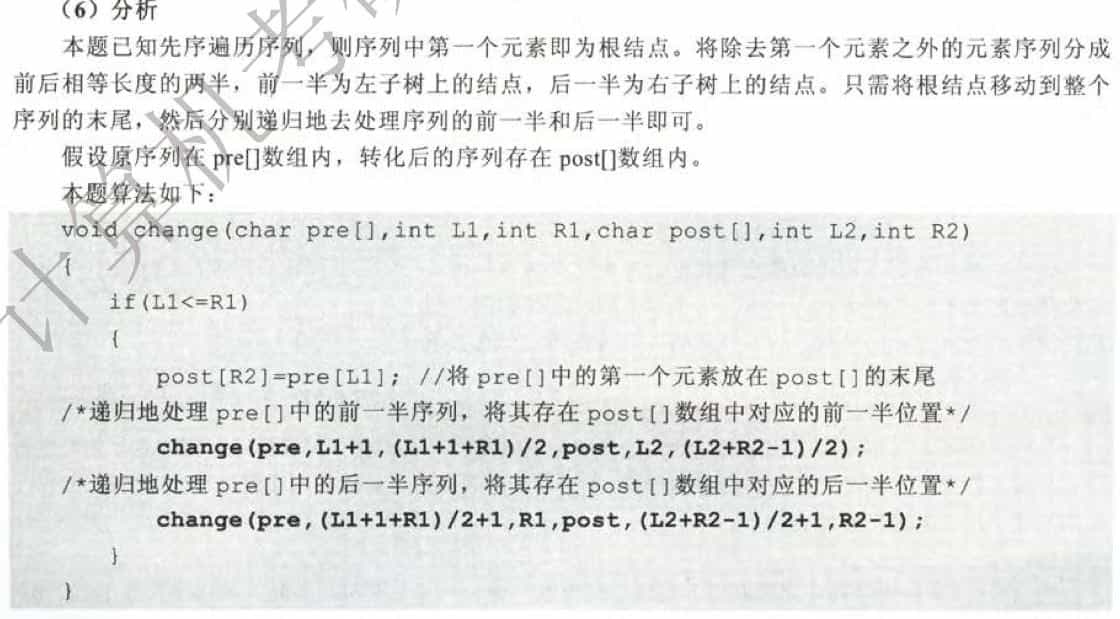 （6）分析
本题已知先序遍历序列，则序列中第一个元素即为根结点。将除去第一个元素之外的元素序列分成
前后相等长度的两半，前一半为左子树上的结点，后一半为右子树上的结点。只需将根结点移动到整个
序列的末尾，然后分别递归地去处理序列的前一半和后一半即可。
假设原序列在 pre[]数组内，转化后的序列存在 post[]数组内。
本题算法如下：
void change(char pre[],int L1,int R1,char post[],int L2,int R2)
{
if(L1<=R1)
{
post[R2]=pre[L1]; //将 pre[]中的第一个元素放在 post[]的末尾
/*递归地处理 pre[]中的前一半序列，将其存在 post[]数组中对应的前一半位置*/
change(pre,L1+1,(L1+1+R1)/2,post,L2,(L2+R2-1)/2);
/*递归地处理 pre[]中的后一半序列，将其存在 post[]数组中对应的后一半位置*/
change(pre,(L1+1+R1)/2+1,R1,post,(L2+R2-1)/2+1,R2-1);
}
}
计算机考